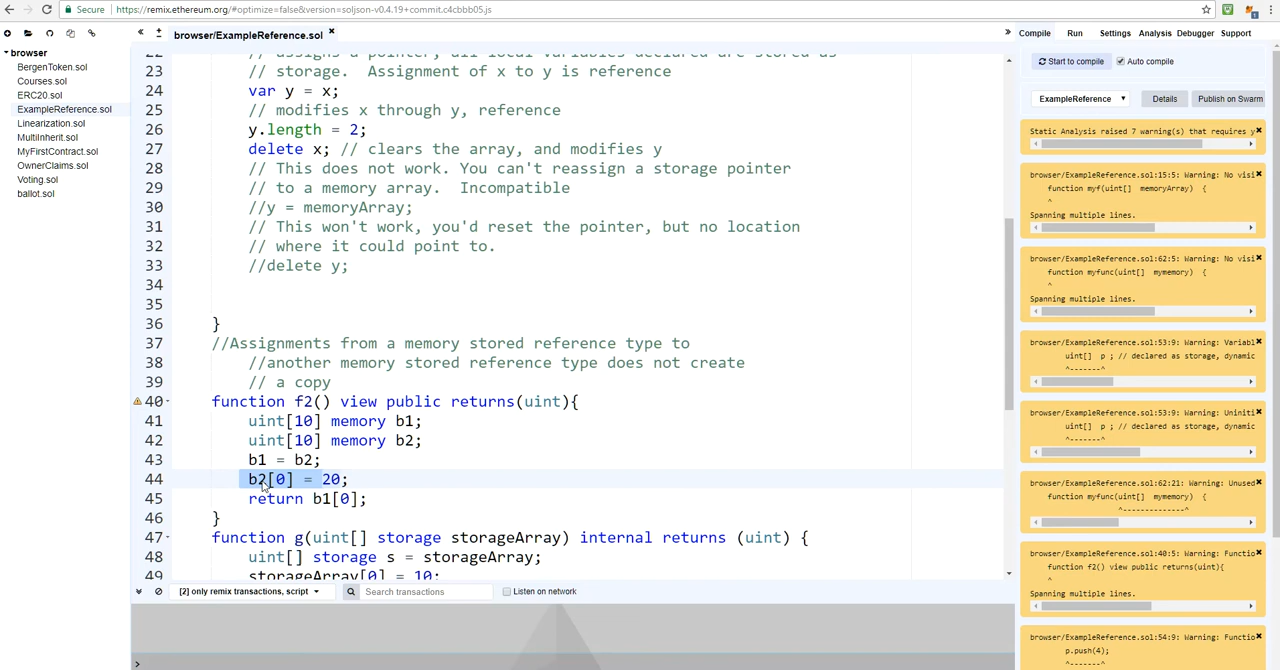 Secure https://remix.ethereum.org/#optimize=false&version=soljson-v0.4.19+commit.c4cbbb05.js
browser
BergenToken.sol
Courses.sol
ERC20.sol
ExampleReference.sol
Linearization.sol
MultiInherit.sol
MyFirstContract.sol
OwnerClaims.sol
Voting.sol
ballot.sol
browser/ExampleReference.sol
22 // assigns a pointer, all local variables declared are stored as
23 // storage.  Assignment of x to y is reference
24 var y = x;
25 // modifies x through y, reference
26 y.length = 2;
27 delete x; // clears the array, and modifies y
28 // This does not work. You can't reassign a storage pointer
29 // to a memory array.  Incompatible
30 //y = memoryArray;
31 // This won't work, you'd reset the pointer, but no location
32 // where it could point to.
33 //delete y;
34
35
36 }
37 //Assignments from a memory stored reference type to
38 //another memory stored reference type does not create
39 // a copy
40 function f2() view public returns(uint){
41 uint[10] memory b1;
42 uint[10] memory b2;
43 b1 = b2;
44 b2[0] = 20;
45 return b1[0];
46 }
47 function g(uint[] storage storageArray) internal returns (uint) {
48 uint[] storage s = storageArray;
49 storageArray[0] = 10;
[2] only remix transactions, script
Search transactions
Listen on network
>
Compile Run Settings Analysis Debugger Support
Start to compile Auto compile
ExampleReference Details Publish on Swarm
Static Analysis raised 7 warning(s) that requires y
browser/ExampleReference.sol:15:5: Warning: No visi
function myf(uint[]  memoryArray)  {
^
Spanning multiple lines.
browser/ExampleReference.sol:62:5: Warning: No visi
function myfunc(uint[]  mymemory)  {
^
Spanning multiple lines.
browser/ExampleReference.sol:53:9: Warning: Variabl
uint[]  p ; // declared as storage, dynamic
^-------^
browser/ExampleReference.sol:53:9: Warning: Uniniti
uint[]  p ; // declared as storage, dynamic
^-------^
browser/ExampleReference.sol:62:21: Warning: Unused
function myfunc(uint[]  mymemory)  {
^--------------^
browser/ExampleReference.sol:40:5: Warning: Functio
function f2() view public returns(uint){
^
Spanning multiple lines.
browser/ExampleReference.sol:54:9: Warning: Functio
p.push(4);
^-------^